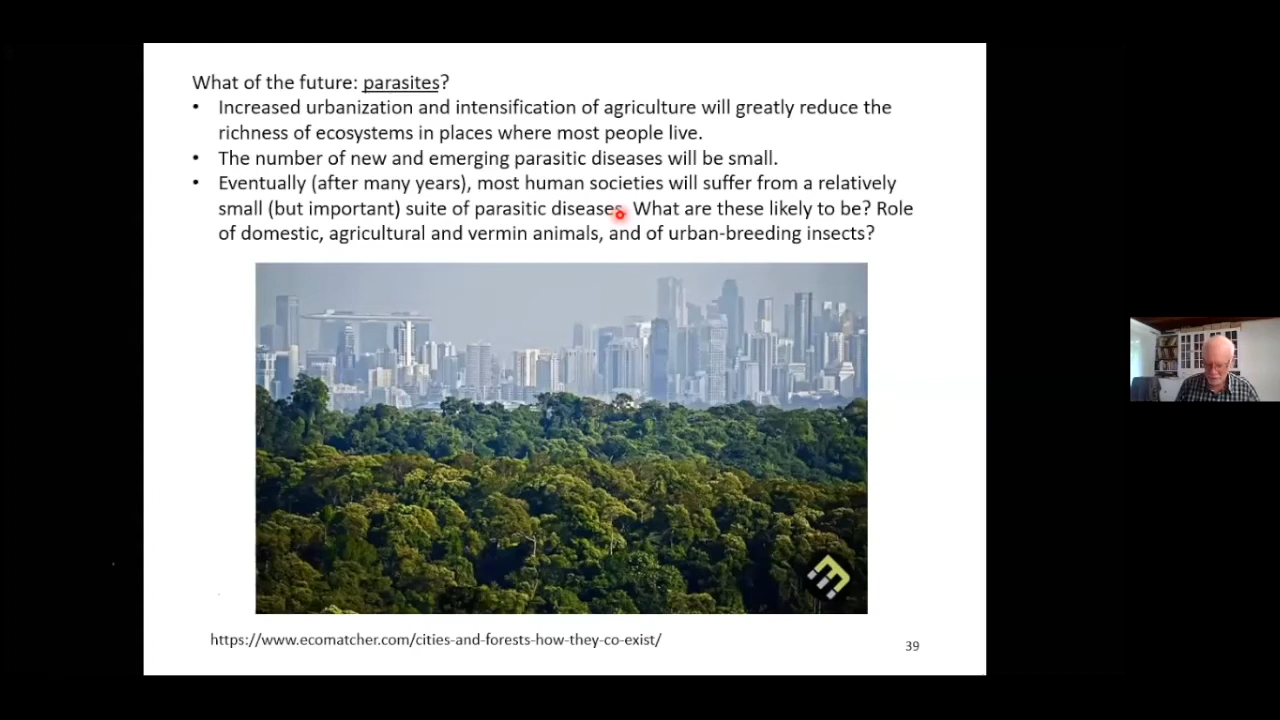 What of the future: parasites?
• Increased urbanization and intensification of agriculture will greatly reduce the
richness of ecosystems in places where most people live.
• The number of new and emerging parasitic diseases will be small.
• Eventually (after many years), most human societies will suffer from a relatively
small (but important) suite of parasitic diseases. What are these likely to be? Role
of domestic, agricultural and vermin animals, and of urban-breeding insects?
https://www.ecomatcher.com/cities-and-forests-how-they-co-exist/
39